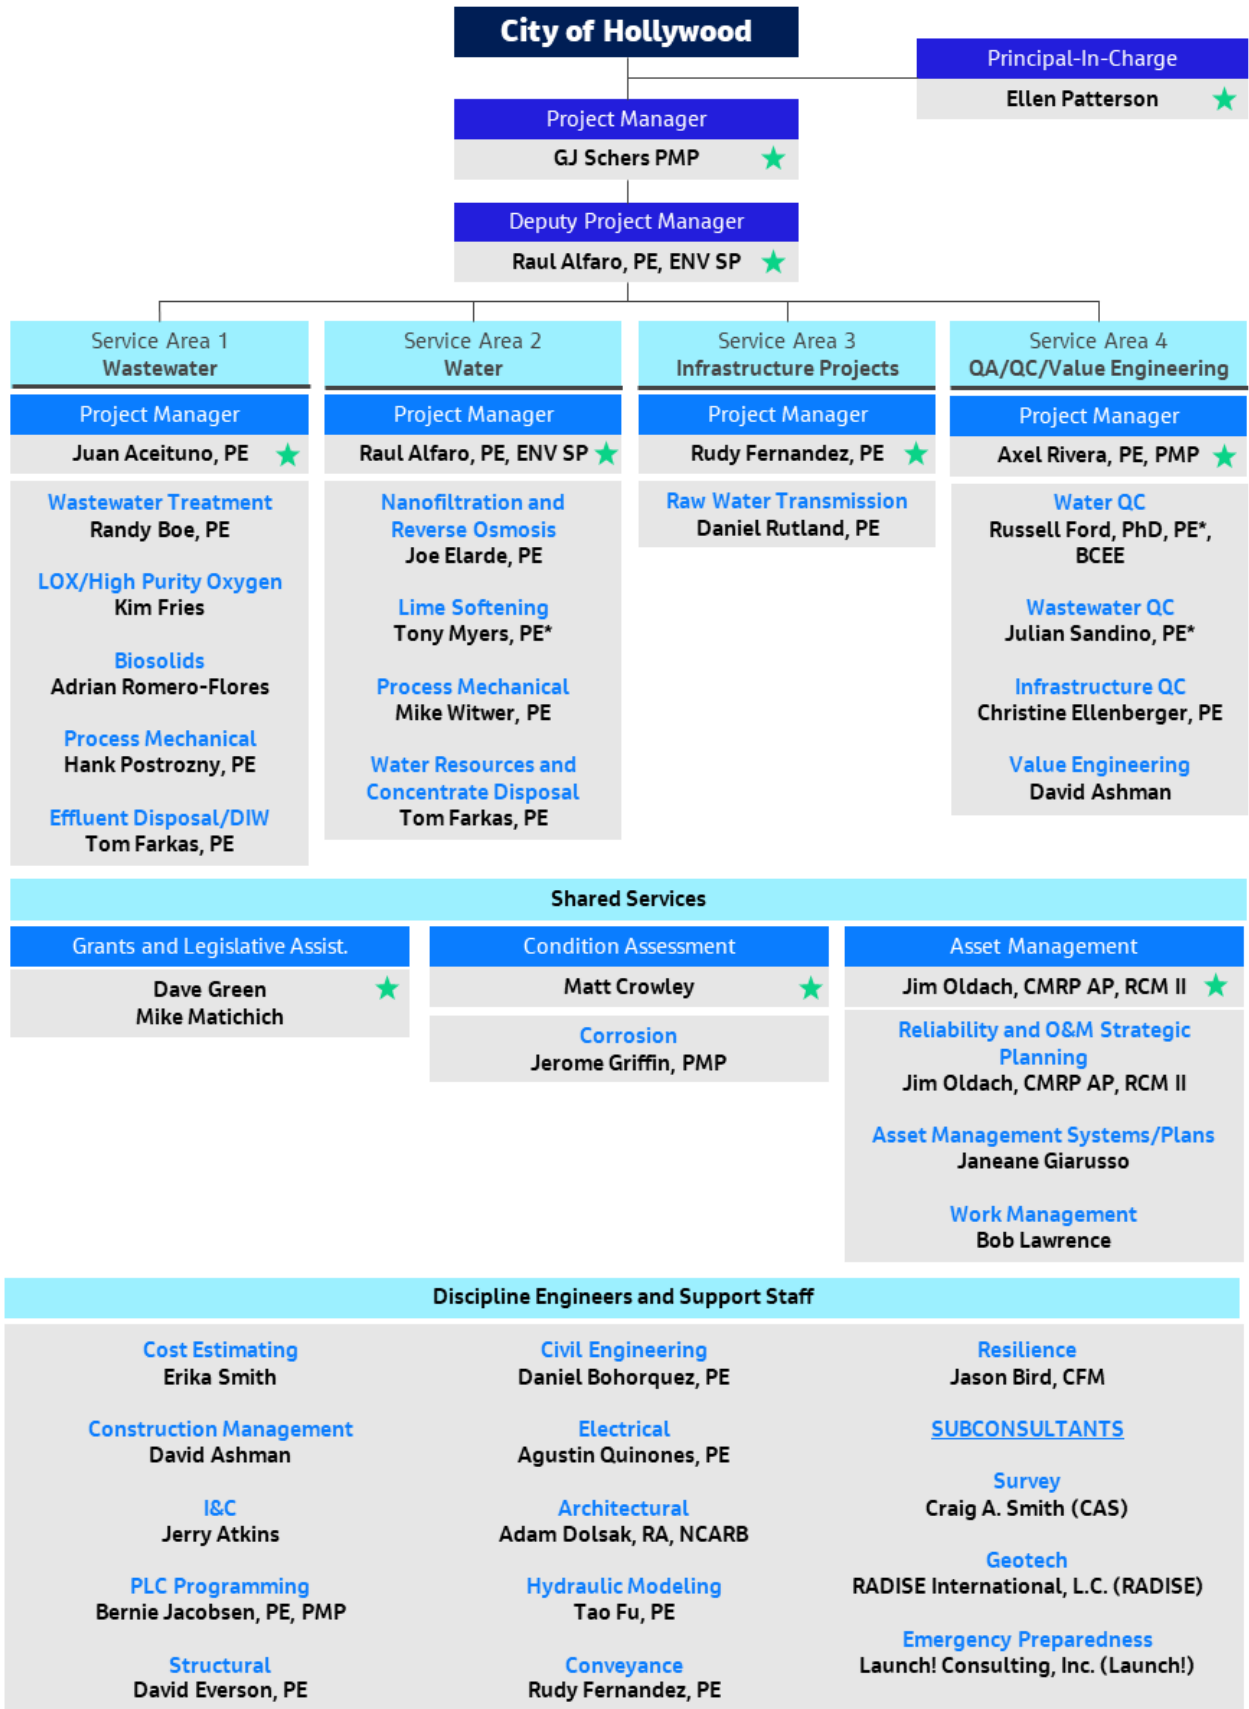 City of Hollywood
Principal-In-Charge
Ellen Patterson
Project Manager
GJ Schers PMP
Deputy Project Manager
Raul Alfaro, PE, ENV SP
Service Area 1
Wastewater
Project Manager
Juan Aceituno, PE
Wastewater Treatment
Randy Boe, PE
LOX/High Purity Oxygen
Kim Fries
Biosolids
Adrian Romero-Flores
Process Mechanical
Hank Postrozny, PE
Effluent Disposal/DIW
Tom Farkas, PE
Service Area 2
Water
Project Manager
Raul Alfaro, PE, ENV SP
Nanofiltration and
Reverse Osmosis
Joe Elarde, PE
Lime Softening
Tony Myers, PE*
Process Mechanical
Mike Witwer, PE
Water Resources and
Concentrate Disposal
Tom Farkas, PE
Service Area 3
Infrastructure Projects
Project Manager
Rudy Fernandez, PE
Raw Water Transmission
Daniel Rutland, PE
Service Area 4
QA/QC/Value Engineering
Project Manager
Axel Rivera, PE, PMP
Water QC
Russell Ford, PhD, PE*,
BCEE
Wastewater QC
Julian Sandino, PE*
Infrastructure QC
Christine Ellenberger, PE
Value Engineering
David Ashman
Shared Services
Grants and Legislative Assist.
Dave Green
Mike Matichich
Condition Assessment
Matt Crowley
Corrosion
Jerome Griffin, PMP
Asset Management
Jim Oldach, CMRP AP, RCM II
Reliability and O&M Strategic
Planning
Jim Oldach, CMRP AP, RCM II
Asset Management Systems/Plans
Janeane Giarusso
Work Management
Bob Lawrence
Discipline Engineers and Support Staff
Cost Estimating
Erika Smith
Construction Management
David Ashman
I&C
Jerry Atkins
PLC Programming
Bernie Jacobsen, PE, PMP
Structural
David Everson, PE
Civil Engineering
Daniel Bohorquez, PE
Electrical
Agustin Quinones, PE
Architectural
Adam Dolsak, RA, NCARB
Hydraulic Modeling
Tao Fu, PE
Conveyance
Rudy Fernandez, PE
Resilience
Jason Bird, CFM
SUBCONSULTANTS
Survey
Craig A. Smith (CAS)
Geotech
RADISE International, L.C. (RADISE)
Emergency Preparedness
Launch! Consulting, Inc. (Launch!)